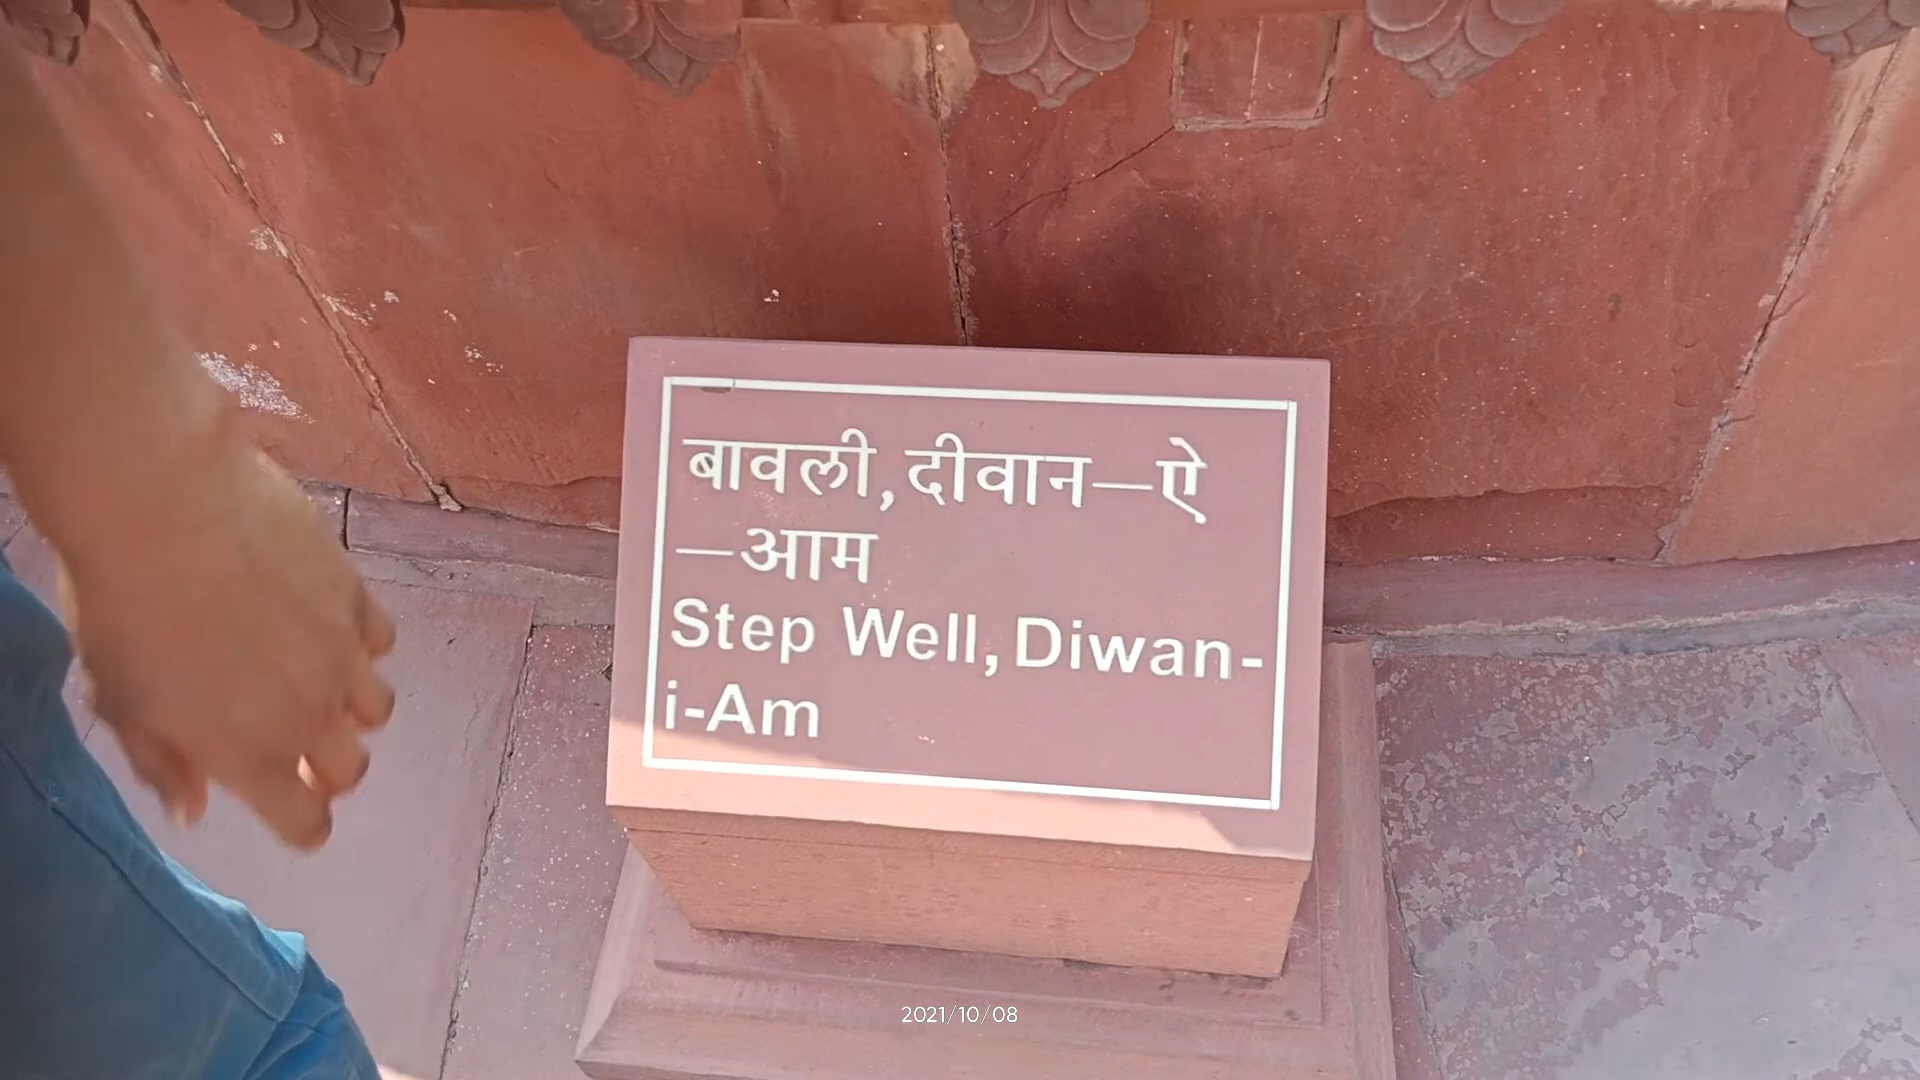 बावली, दीवान—ऐ
—आम
Step Well, Diwan-
i-Am
2021/10/08